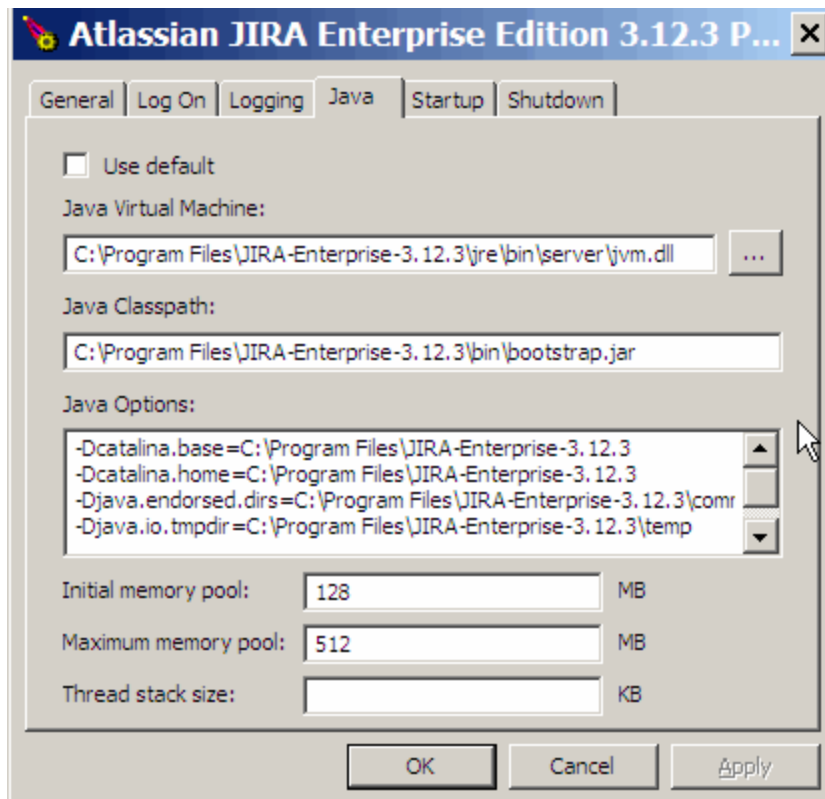 Atlassian JIRA Enterprise Edition 3.12.3 P...
General Log On Logging Java Startup Shutdown
Use default
Java Virtual Machine:
C:\Program Files\JIRA-Enterprise-3.12.3\jre\bin\server\jvm.dll ...
Java Classpath:
C:\Program Files\JIRA-Enterprise-3.12.3\bin\bootstrap.jar
Java Options:
-Dcatalina.base=C:\Program Files\JIRA-Enterprise-3.12.3
-Dcatalina.home=C:\Program Files\JIRA-Enterprise-3.12.3
-Djava.endorsed.dirs=C:\Program Files\JIRA-Enterprise-3.12.3\comm
-Djava.io.tmpdir=C:\Program Files\JIRA-Enterprise-3.12.3\temp
Initial memory pool: 128 MB
Maximum memory pool: 512 MB
Thread stack size: KB
OK Cancel Apply